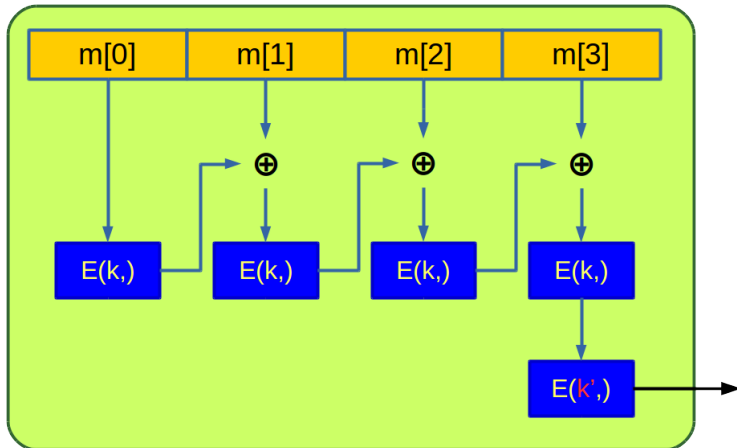 m[0] m[1] m[2] m[3]
⊕ ⊕ ⊕
E(k,) E(k,) E(k,) E(k,)
E(k',)